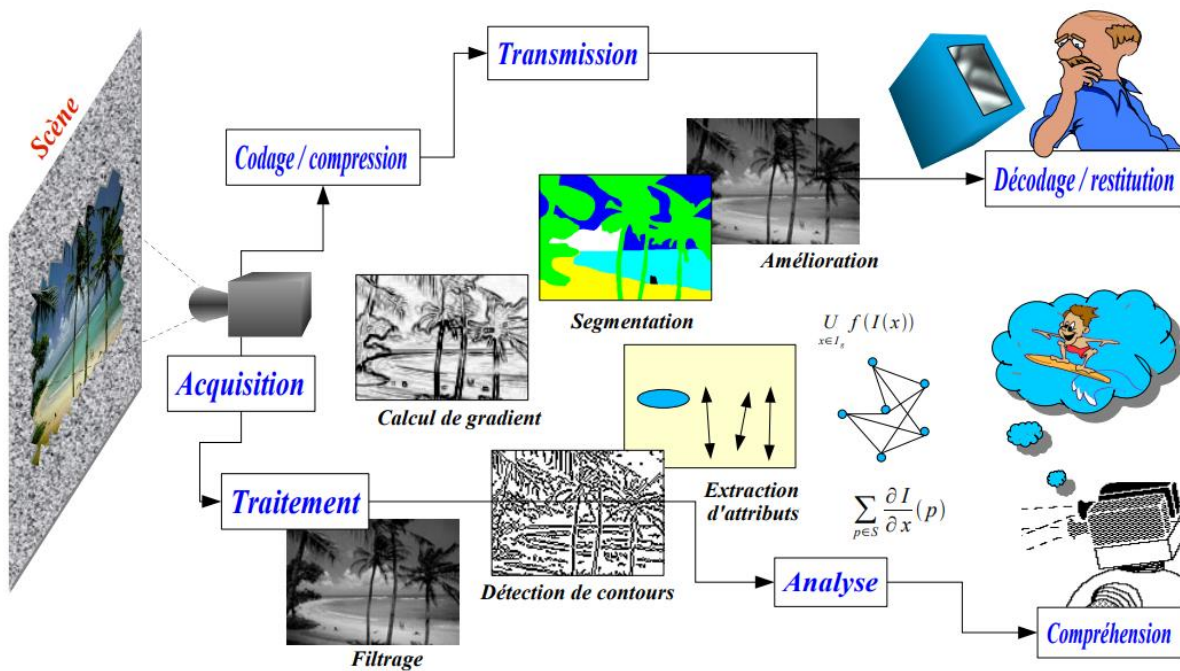 Scène
Transmission
Codage / compression
Décodage / restitution
Amélioration
Segmentation
Acquisition
Calcul de gradient
U f(I(x))
x∈I_g
Extraction
d'attributs
∑ ∂I/∂x (p)
p∈S
Traitement
Détection de contours
Analyse
Filtrage
Compréhension